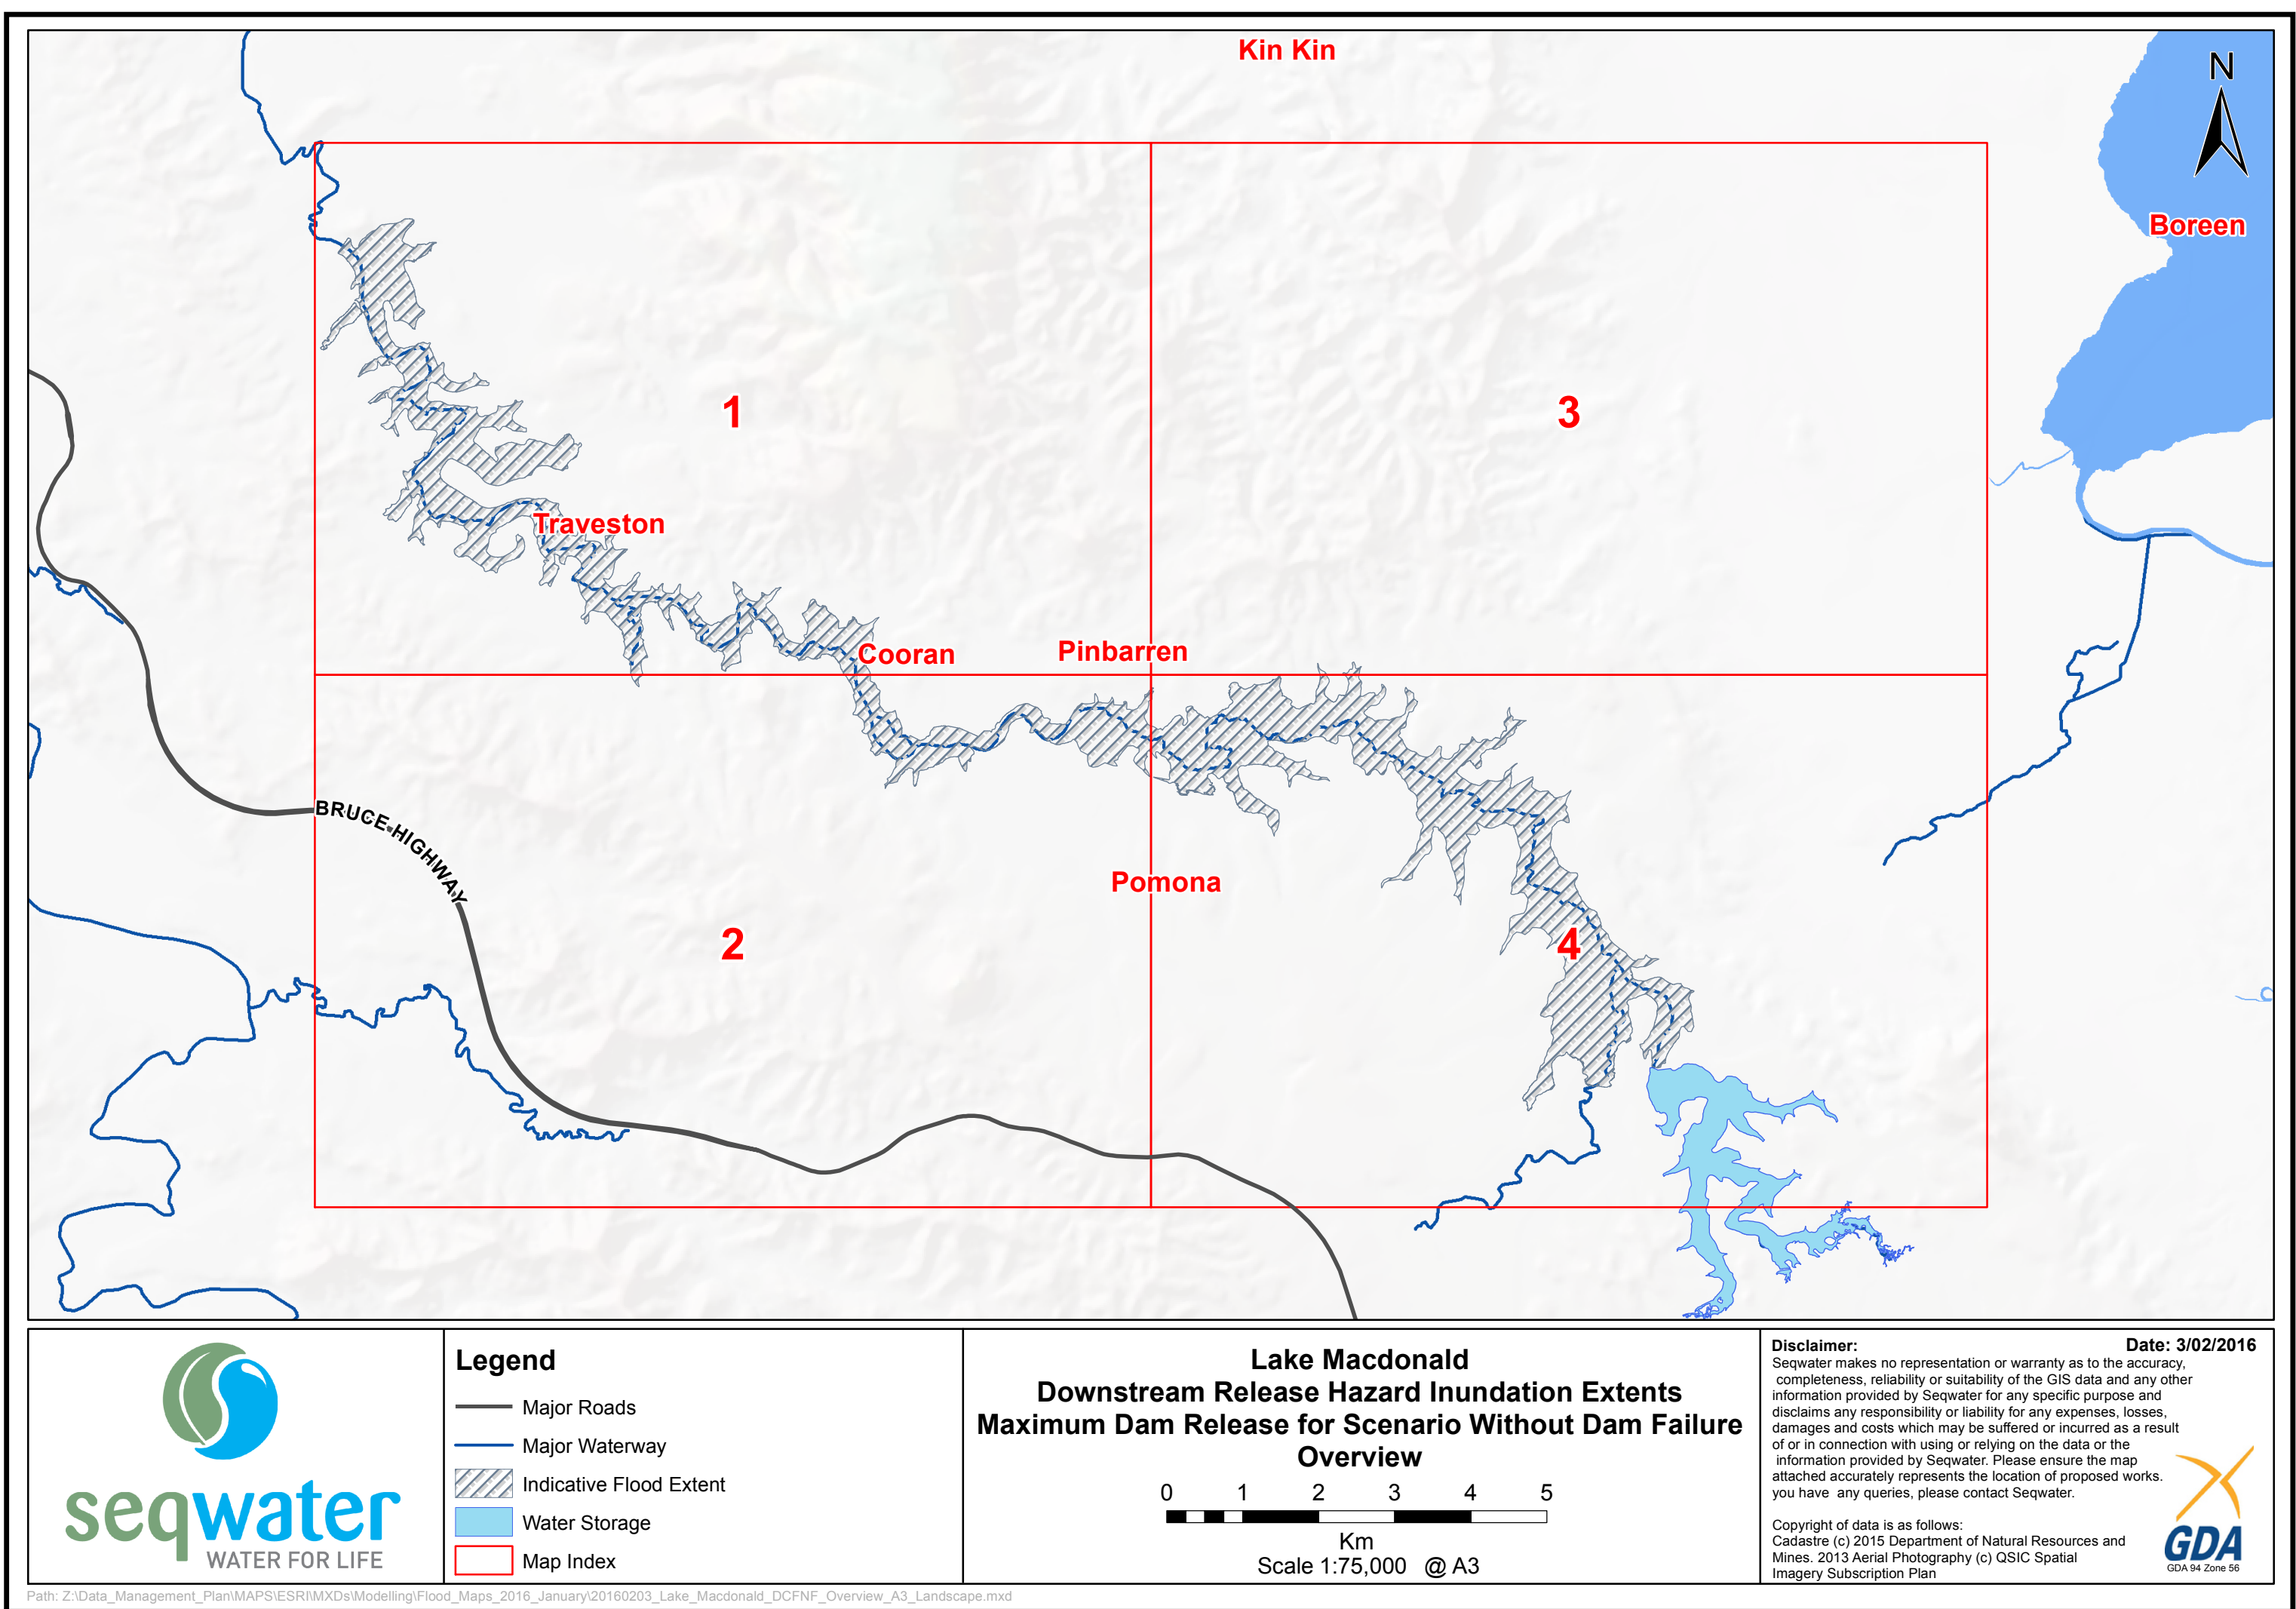 Kin Kin
N
Boreen
1
3
Traveston
Cooran
Pinbarren
BRUCE HIGHWAY
Pomona
2
4
seqwater
WATER FOR LIFE
Legend
Major Roads
Major Waterway
Indicative Flood Extent
Water Storage
Map Index
Lake Macdonald
Downstream Release Hazard Inundation Extents
Maximum Dam Release for Scenario Without Dam Failure
Overview
0 1 2 3 4 5
Km
Scale 1:75,000 @ A3
Disclaimer: Date: 3/02/2016
Seqwater makes no representation or warranty as to the accuracy,
completeness, reliability or suitability of the GIS data and any other
information provided by Seqwater for any specific purpose and
disclaims any responsibility or liability for any expenses, losses,
damages and costs which may be suffered or incurred as a result
of or in connection with using or relying on the data or the
information provided by Seqwater. Please ensure the map
attached accurately represents the location of proposed works.
you have any queries, please contact Seqwater.
Copyright of data is as follows:
Cadastre (c) 2015 Department of Natural Resources and
Mines. 2013 Aerial Photography (c) QSIC Spatial
Imagery Subscription Plan
GDA
GDA 94 Zone 56
Path: Z:\Data_Management_Plan\MAPS\ESRI\MXDs\Modelling\Flood_Maps_2016_January\20160203_Lake_Macdonald_DCFNF_Overview_A3_Landscape.mxd